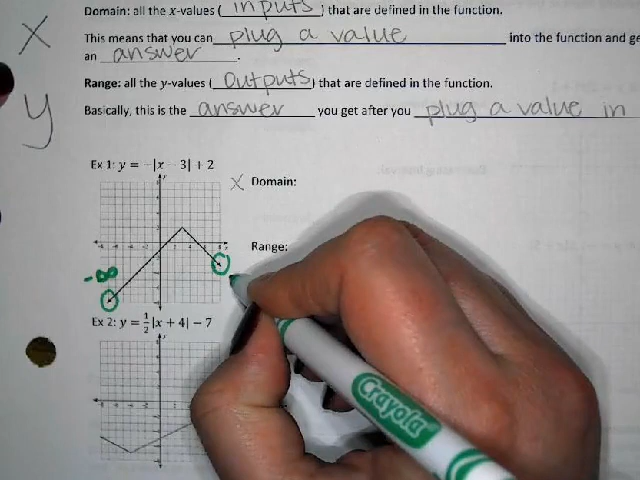 Domain: all the x-values (inputs) that are defined in the function.
x
This means that you can plug a value into the function and ge
an answer.
Range: all the y-values (outputs) that are defined in the function.
y
Basically, this is the answer you get after you plug a value in
Ex 1: y = -|x - 3| + 2
X Domain:
Range:
-∞
Ex 2: y = 1/2|x + 4| - 7
Crayola